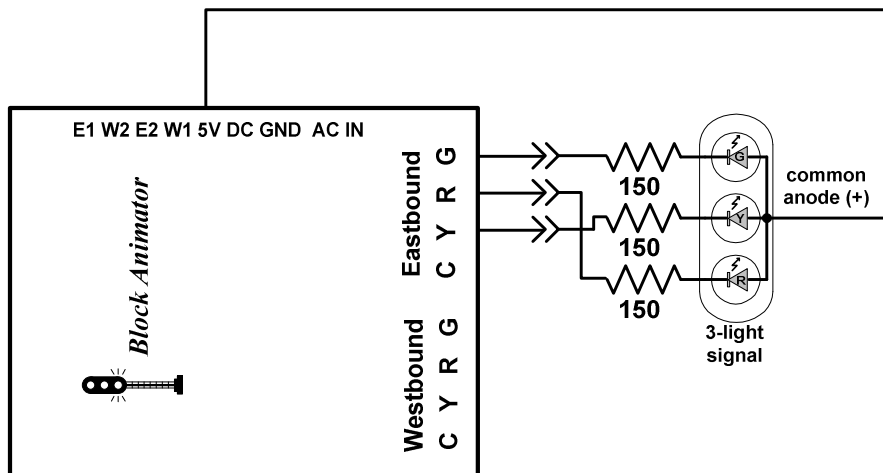 E1 W2 E2 W1 5V DC GND AC IN
Block Animator
Eastbound
G
R
Y
C
Westbound
G
R
Y
C
150
150
150
G
Y
R
common
anode (+)
3-light
signal